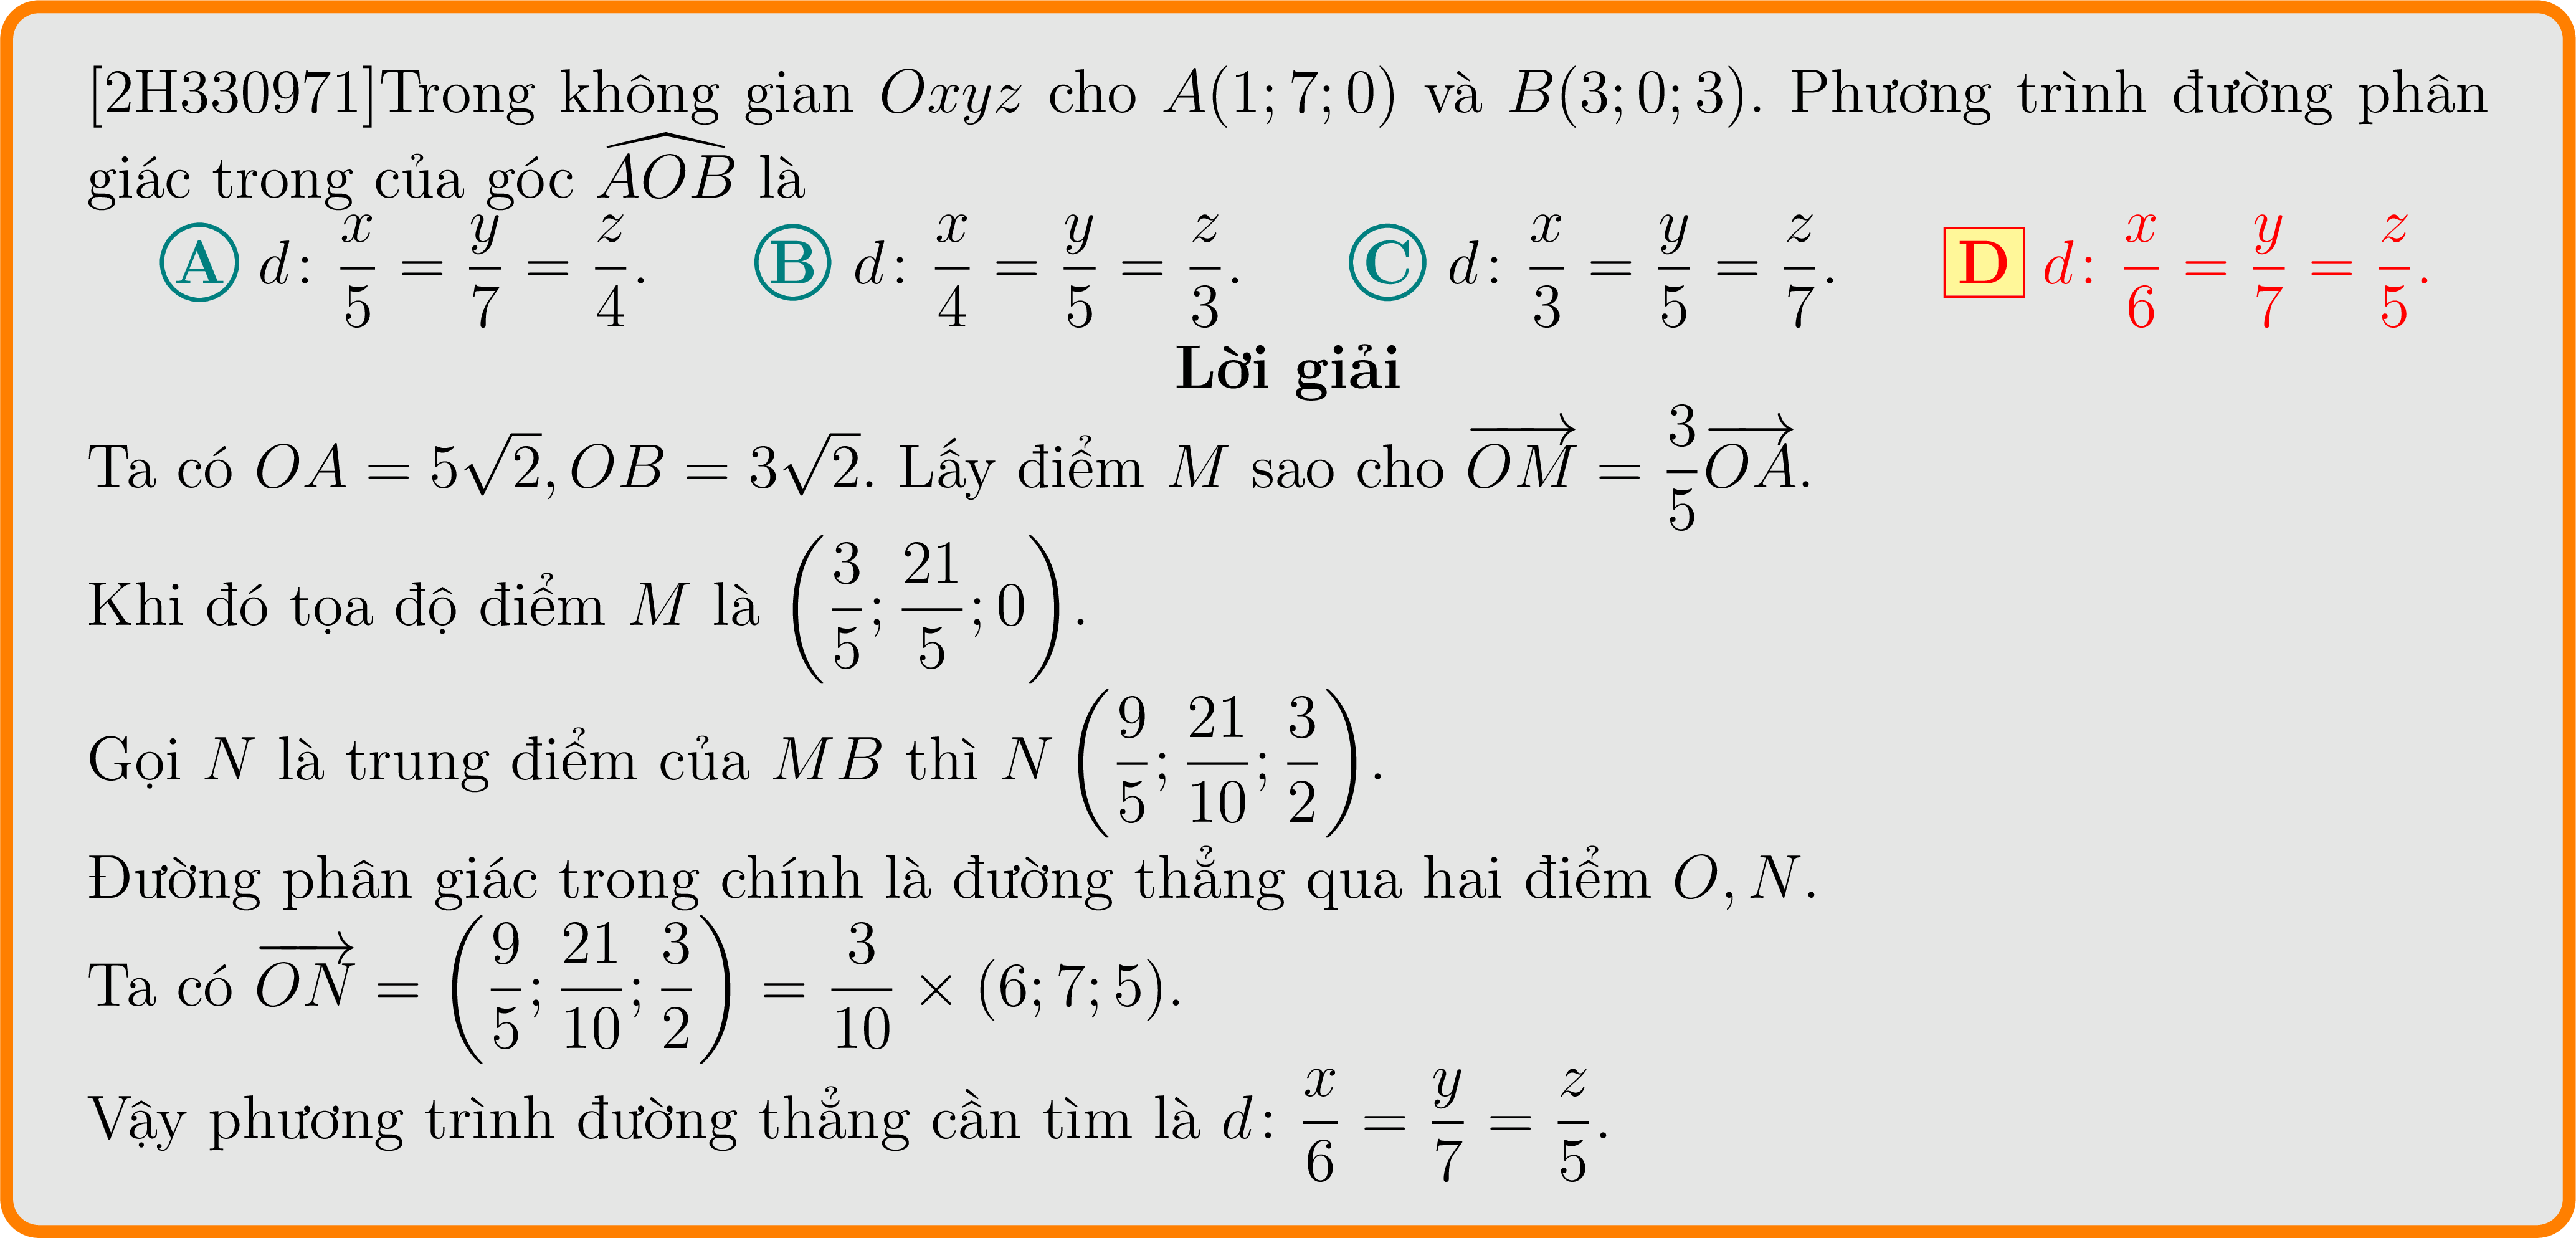 [2H330971]Trong không gian Oxyz cho A(1; 7; 0) và B(3; 0; 3). Phương trình đường phân
giác trong của góc $\widehat{AOB}$ là
A d: $\frac{x}{5} = \frac{y}{7} = \frac{z}{4}$. B d: $\frac{x}{4} = \frac{y}{5} = \frac{z}{3}$. C d: $\frac{x}{3} = \frac{y}{5} = \frac{z}{7}$. D d: $\frac{x}{6} = \frac{y}{7} = \frac{z}{5}$.
Lời giải
Ta có $OA = 5\sqrt{2}, OB = 3\sqrt{2}$. Lấy điểm M sao cho $\overrightarrow{OM} = \frac{3}{5}\overrightarrow{OA}$.
Khi đó tọa độ điểm M là $\left(\frac{3}{5}; \frac{21}{5}; 0\right)$.
Gọi N là trung điểm của MB thì $N\left(\frac{9}{5}; \frac{21}{10}; \frac{3}{2}\right)$.
Đường phân giác trong chính là đường thẳng qua hai điểm O, N.
Ta có $\overrightarrow{ON} = \left(\frac{9}{5}; \frac{21}{10}; \frac{3}{2}\right) = \frac{3}{10} \times (6; 7; 5)$.
Vậy phương trình đường thẳng cần tìm là d: $\frac{x}{6} = \frac{y}{7} = \frac{z}{5}$.